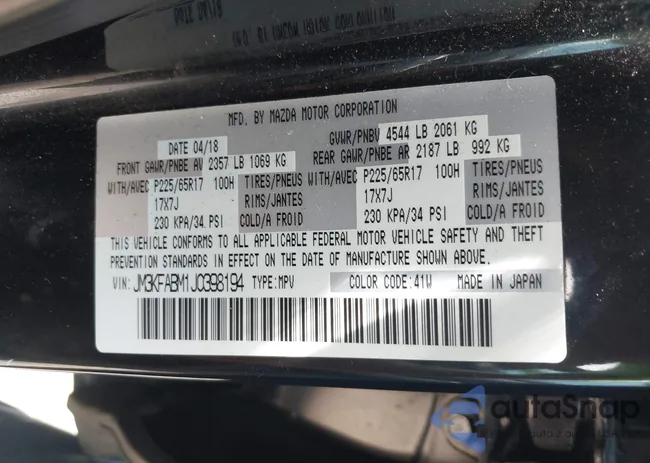 MFD. BY MAZDA MOTOR CORPORATION
DATE 04/18 GVWR/PNBV 4544 LB 2061 KG
FRONT GAWR/PNBE AV 2357 LB 1069 KG REAR GAWR/PNBE AR 2187 LB 992 KG
WITH/AVEC P225/65R17 100H TIRES/PNEUS WITH/AVEC P225/65R17 100H TIRES/PNEUS
17X7J RIMS/JANTES 17X7J RIMS/JANTES
230 KPA/34 PSI COLD/A FROID 230 KPA/34 PSI COLD/A FROID
THIS VEHICLE CONFORMS TO ALL APPLICABLE FEDERAL MOTOR VEHICLE SAFETY AND THEFT
PREVENTION STANDARDS IN EFFECT ON THE DATE OF MANUFACTURE SHOWN ABOVE.
VIN: JM3KFABM1J0398194 TYPE: MPV COLOR CODE: 41W MADE IN JAPAN
autoSnap